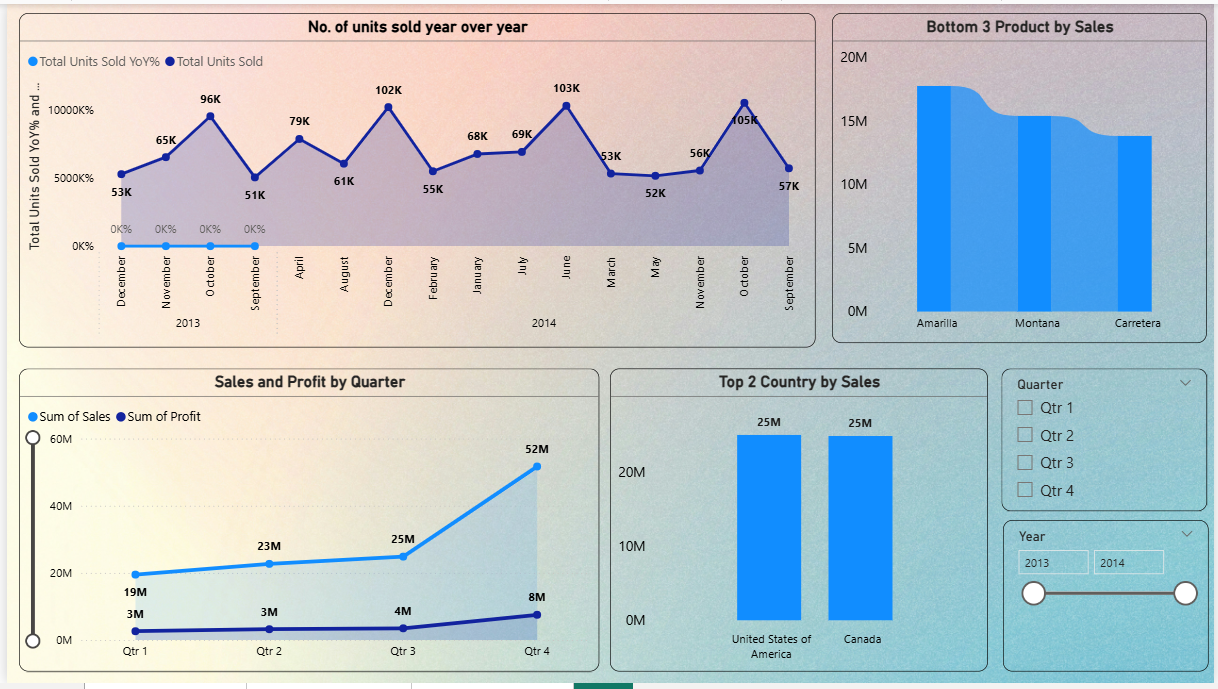 No. of units sold year over year
Total Units Sold YoY% Total Units Sold
Total Units Sold YoY% and ...
10000K%
5000K%
0K%
53K 65K 96K 51K 79K 61K 102K 55K 68K 69K 103K 53K 52K 56K 105K 57K
0K% 0K% 0K% 0K%
December November October September April August December February January July June March May November October September
2013 2014
Bottom 3 Product by Sales
20M
15M
10M
5M
0M
Amarilla Montana Carretera
Sales and Profit by Quarter
Sum of Sales Sum of Profit
60M
40M
20M
0M
19M 23M 25M 52M
3M 3M 4M 8M
Qtr 1 Qtr 2 Qtr 3 Qtr 4
Top 2 Country by Sales
25M 25M
20M
10M
0M
United States of
America
Canada
Quarter
Qtr 1
Qtr 2
Qtr 3
Qtr 4
Year
2013 2014